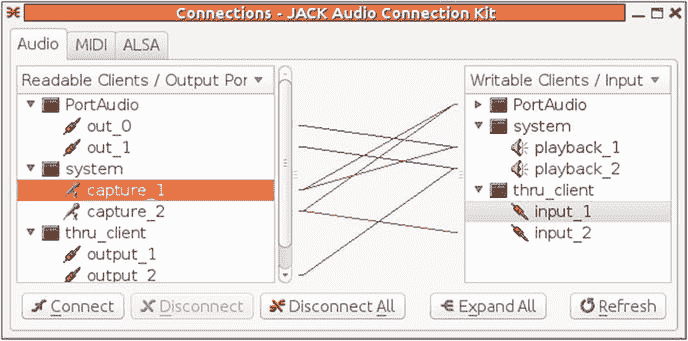 Connections - JACK Audio Connection Kit
Audio MIDI ALSA
Readable Clients / Output Por
PortAudio
out_0
out_1
system
capture_1
capture_2
thru_client
output_1
output_2
Writable Clients / Input
PortAudio
system
playback_1
playback_2
thru_client
input_1
input_2
Connect Disconnect Disconnect All Expand All Refresh